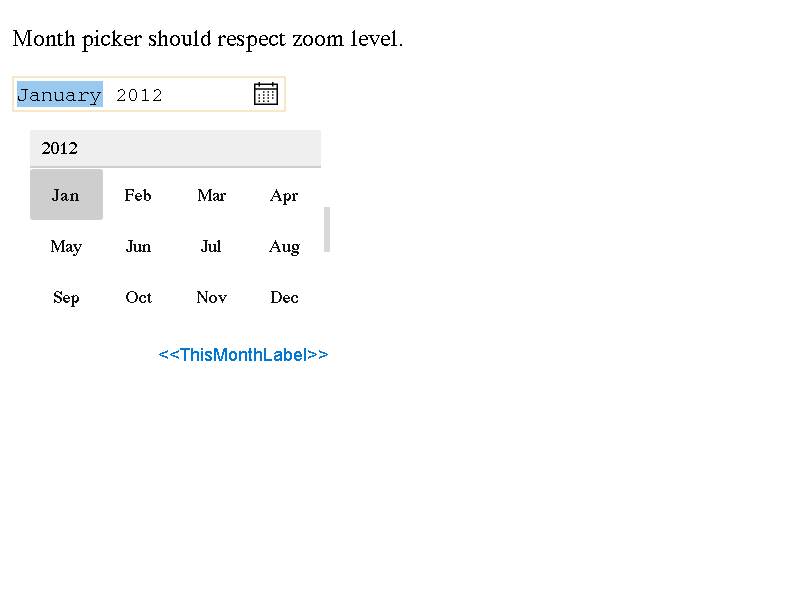 Month picker should respect zoom level.
January 2012
2012
Jan Feb Mar Apr
May Jun Jul Aug
Sep Oct Nov Dec
<<ThisMonthLabel>>